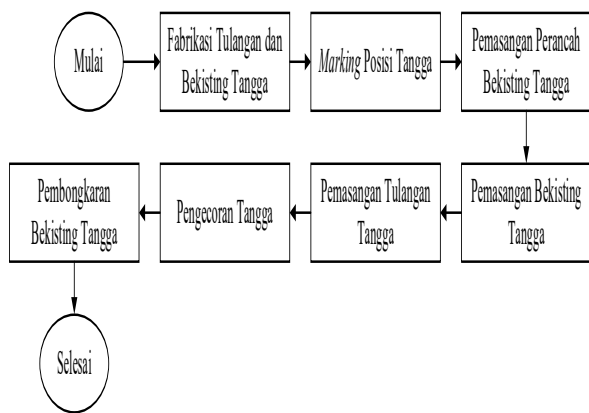 Mulai
Fabrikasi Tulangan dan
Bekisting Tangga
Marking Posisi Tangga
Pemasangan Perancah
Bekisting Tangga
Pemasangan Bekisting
Tangga
Pemasangan Tulangan
Tangga
Pengecoran Tangga
Pembongkaran
Bekisting Tangga
Selesai